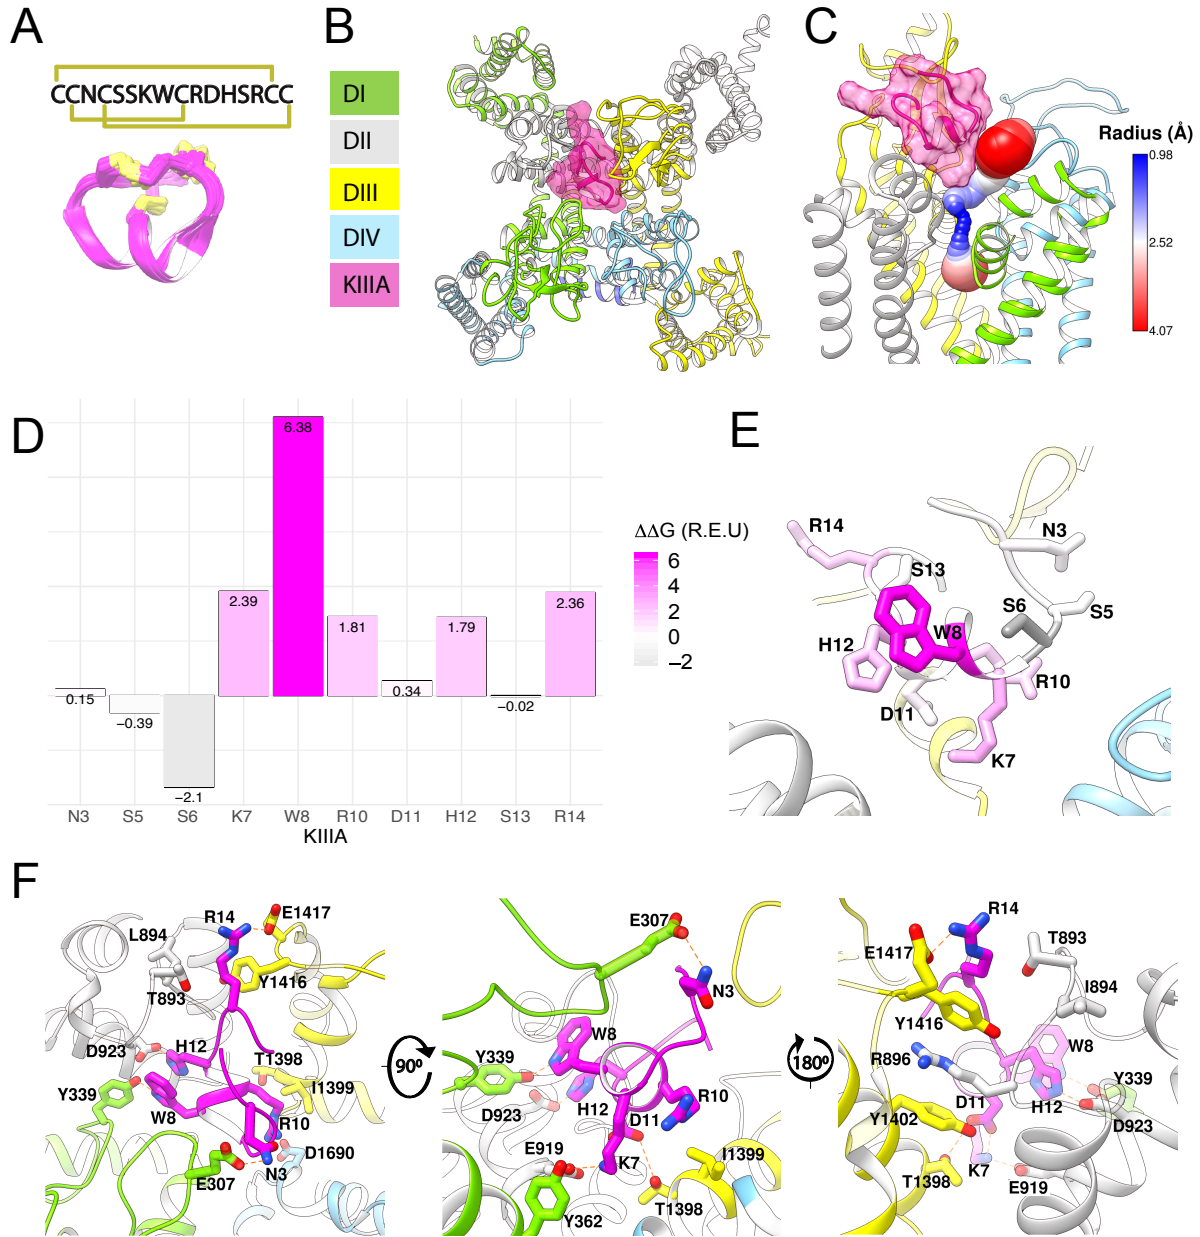 A
CCNCSSKWCRDHSRCC
B
DI
DII
DIII
DIV
KIIIA
C
Radius (Å)
0.98
2.52
4.07
D
0.15
−0.39
−2.1
2.39
6.38
1.81
0.34
1.79
−0.02
2.36
N3 S5 S6 K7 W8 R10 D11 H12 S13 R14
KIIIA
ΔΔG (R.E.U)
6
4
2
0
−2
E
R14
N3
S13
S6
S5
W8
H12
R10
D11
K7
F
R14
E1417
L894
Y1416
T893
D923
H12
T1398
I1399
Y339
W8
R10
D1690
E307
N3
90º
E307
N3
W8
Y339
D923
H12
R10
D11
E919
K7
I1399
Y362
T1398
180º
R14
E1417
T893
I894
Y1416
R896
W8
Y339
D11
H12
Y1402
D923
K7
T1398
E919